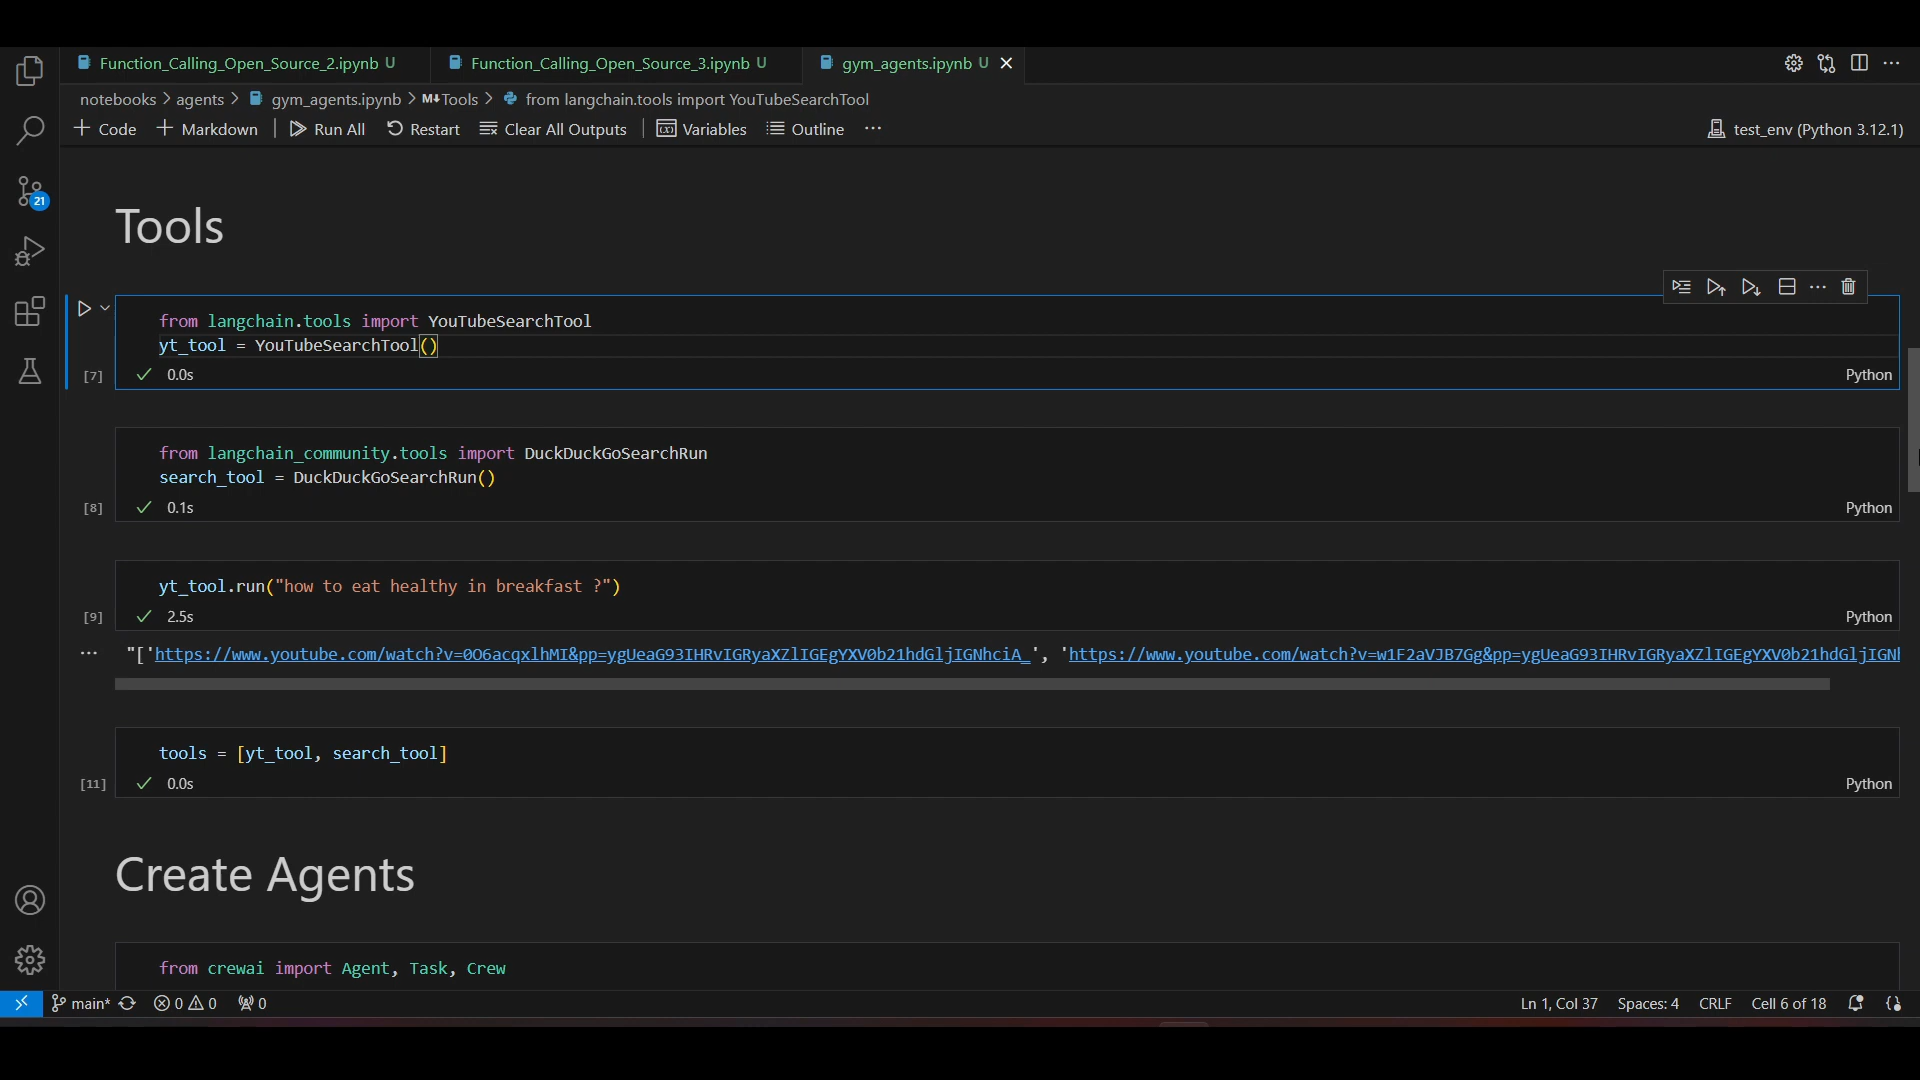 Function_Calling_Open_Source_2.ipynb U Function_Calling_Open_Source_3.ipynb U gym_agents.ipynb U
notebooks > agents > gym_agents.ipynb > M↓Tools > from langchain.tools import YouTubeSearchTool
+ Code + Markdown | Run All Restart Clear All Outputs | Variables Outline ... test_env (Python 3.12.1)
21
Tools
from langchain.tools import YouTubeSearchTool
yt_tool = YouTubeSearchTool()
[7] 0.0s Python
from langchain_community.tools import DuckDuckGoSearchRun
search_tool = DuckDuckGoSearchRun()
[8] 0.1s Python
yt_tool.run("how to eat healthy in breakfast ?")
[9] 2.5s Python
... "['https://www.youtube.com/watch?v=0O6acqxlhMI&pp=ygUeaG93IHRvIGRyaXZlIGEgYXV0b21hdGljIGNhciA_', 'https://www.youtube.com/watch?v=w1F2aVJB7Gg&pp=ygUeaG93IHRvIGRyaXZlIGEgYXV0b21hdGljIGNh
tools = [yt_tool, search_tool]
[11] 0.0s Python
Create Agents
from crewai import Agent, Task, Crew
main* 0 0 0 Ln 1, Col 37 Spaces: 4 CRLF Cell 6 of 18